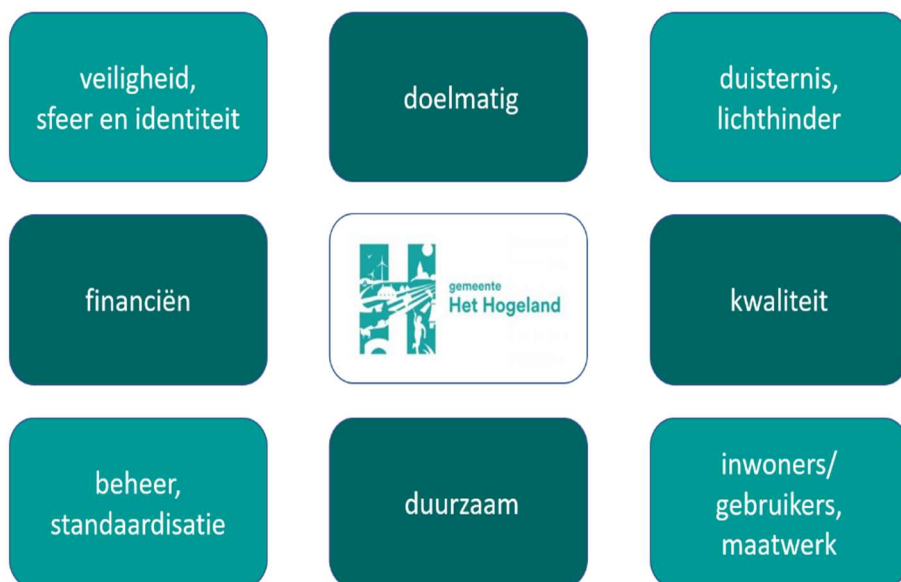 veiligheid,
sfeer en identiteit
doelmatig
duisternis,
lichthinder
financiën
gemeente
Het Hogeland
kwaliteit
beheer,
standaardisatie
duurzaam
inwoners/
gebruikers,
maatwerk